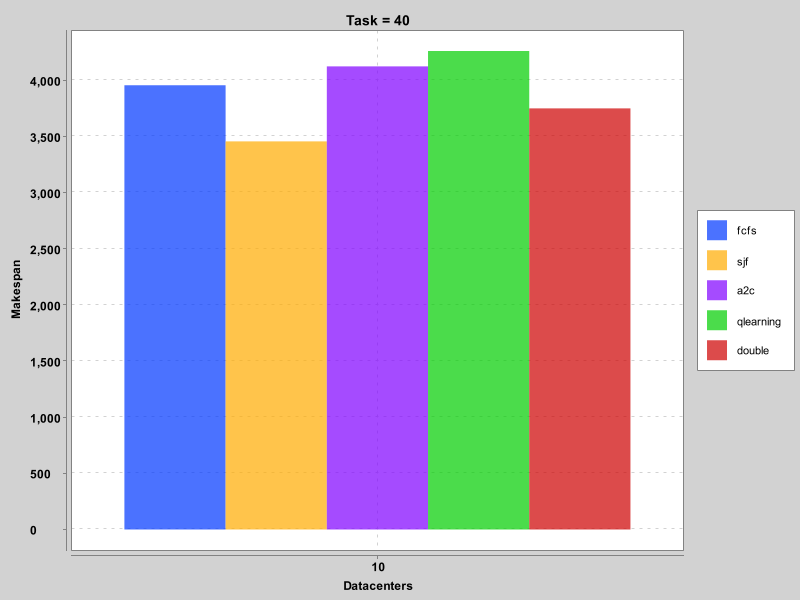 Task = 40
Makespan
4,000
3,500
3,000
2,500
2,000
1,500
1,000
500
0
10
Datacenters
fcfs
sjf
a2c
qlearning
double